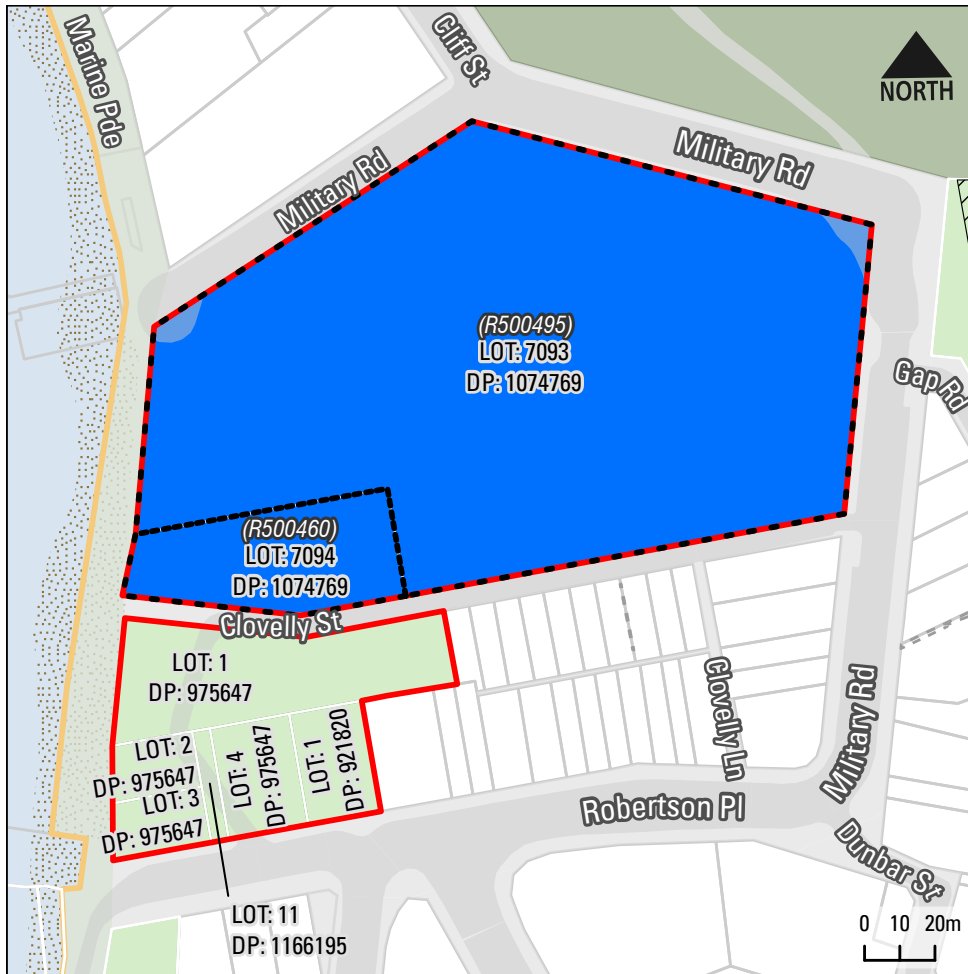 Marine Pde
Cliff St
NORTH
Military Rd
Military Rd
(R500495)
LOT: 7093
DP: 1074769
Gap Rd
(R500460)
LOT: 7094
DP: 1074769
Clovelly St
LOT: 1
DP: 975647
LOT: 2
DP: 975647
LOT: 3
DP: 975647
LOT: 4
DP: 975647
LOT: 1
DP: 921820
Clovelly Ln
Military Rd
Robertson Pl
Dunbar St
LOT: 11
DP: 1166195
0 10 20m